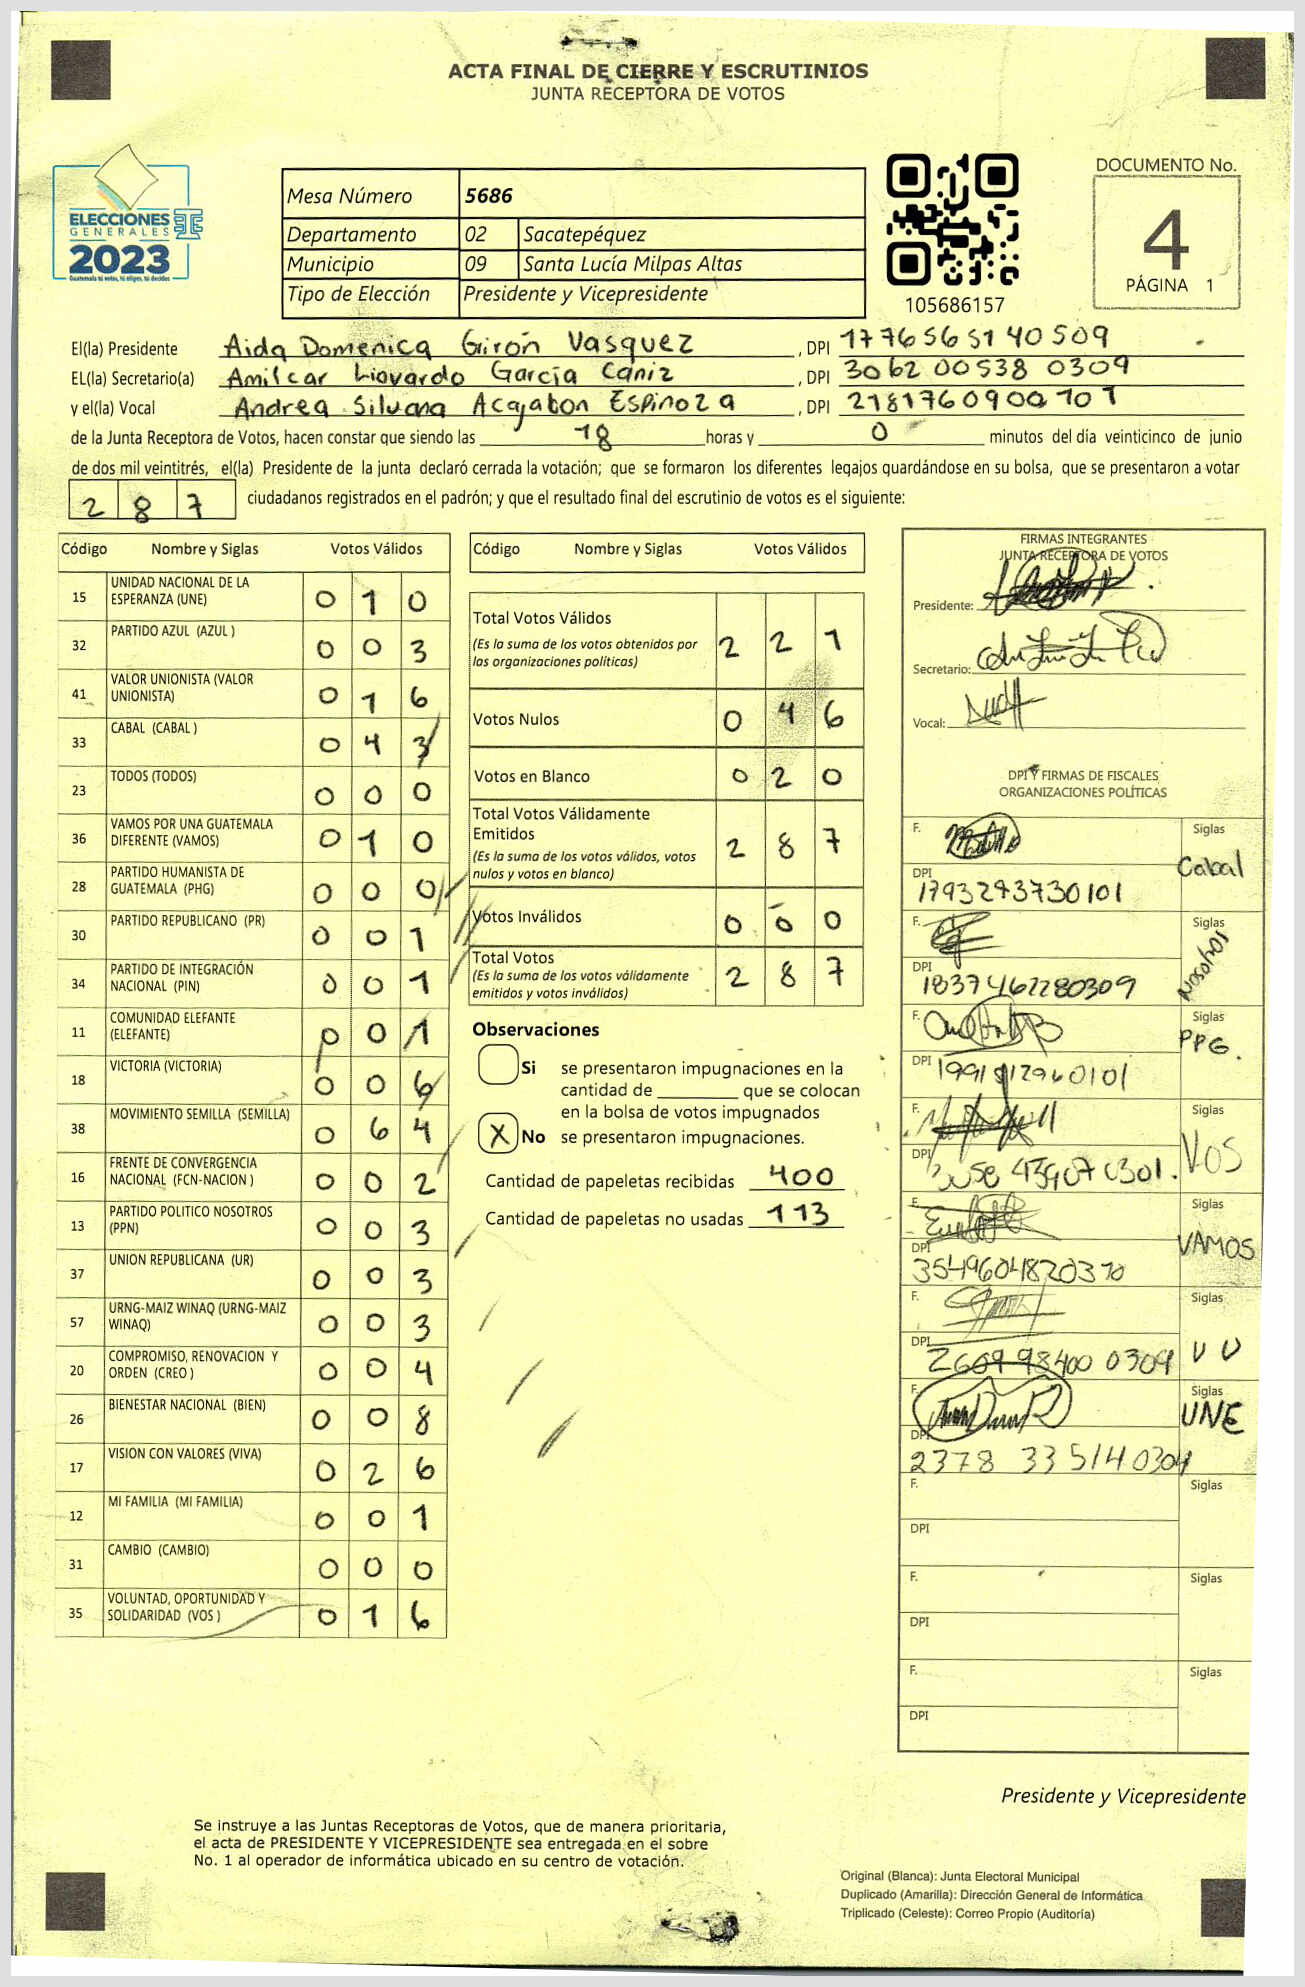 ACTA FINAL DE CIERRE Y ESCRUTINIOS
JUNTA RECEPTORA DE VOTOS
ELECCIONES
GENERALES
2023
Guatemala tú votas, tú eliges, tú decides
Mesa Número 5686
Departamento 02 Sacatepéquez
Municipio 09 Santa Lucía Milpas Altas
Tipo de Elección Presidente y Vicepresidente
105686157
DOCUMENTO No.
4
PÁGINA 1
El(la) Presidente Aida Domenica Girón Vasquez, DPI 1776565140509
EL(la) Secretario(a) Amilcar Liovardo García Caniz, DPI 3062 00538 0309
y el(la) Vocal Andrea Silvana Acajabon Espinoza, DPI 2181760900101
de la Junta Receptora de Votos, hacen constar que siendo las 18 horas y 0 minutos del día veinticinco de junio
de dos mil veintitrés, el(la) Presidente de la junta declaró cerrada la votación; que se formaron los diferentes legajos guardándose en su bolsa, que se presentaron a votar
287 ciudadanos registrados en el padrón; y que el resultado final del escrutinio de votos es el siguiente:
Código Nombre y Siglas Votos Válidos
15 UNIDAD NACIONAL DE LA ESPERANZA (UNE) 0 1 0
32 PARTIDO AZUL (AZUL ) 0 0 3
41 VALOR UNIONISTA (VALOR UNIONISTA) 0 1 6
33 CABAL (CABAL ) 0 4 3
23 TODOS (TODOS) 0 0 0
36 VAMOS POR UNA GUATEMALA DIFERENTE (VAMOS) 0 1 0
28 PARTIDO HUMANISTA DE GUATEMALA (PHG) 0 0 0
30 PARTIDO REPUBLICANO (PR) 0 0 1
34 PARTIDO DE INTEGRACIÓN NACIONAL (PIN) 0 0 1
11 COMUNIDAD ELEFANTE (ELEFANTE) 0 0 1
18 VICTORIA (VICTORIA) 0 0 6
38 MOVIMIENTO SEMILLA (SEMILLA) 0 6 4
16 FRENTE DE CONVERGENCIA NACIONAL (FCN-NACION ) 0 0 2
13 PARTIDO POLITICO NOSOTROS (PPN) 0 0 3
37 UNION REPUBLICANA (UR) 0 0 3
57 URNG-MAIZ WINAQ (URNG-MAIZ WINAQ) 0 0 3
20 COMPROMISO, RENOVACION Y ORDEN (CREO ) 0 0 4
26 BIENESTAR NACIONAL (BIEN) 0 0 8
17 VISION CON VALORES (VIVA) 0 2 6
12 MI FAMILIA (MI FAMILIA) 0 0 1
31 CAMBIO (CAMBIO) 0 0 0
35 VOLUNTAD, OPORTUNIDAD Y SOLIDARIDAD (VOS ) 0 1 6
Código Nombre y Siglas Votos Válidos
Total Votos Válidos 2 2 1
(Es la suma de los votos obtenidos por
las organizaciones políticas)
Votos Nulos 0 4 6
Votos en Blanco 0 2 0
Total Votos Válidamente
Emitidos 2 8 7
(Es la suma de los votos válidos, votos
nulos y votos en blanco)
Votos Inválidos 0 0 0
Total Votos 2 8 7
(Es la suma de los votos válidamente
emitidos y votos inválidos)
Observaciones
Si se presentaron impugnaciones en la
cantidad de ________ que se colocan
en la bolsa de votos impugnados
X No se presentaron impugnaciones.
Cantidad de papeletas recibidas 400
Cantidad de papeletas no usadas 113
FIRMAS INTEGRANTES
JUNTA RECEPTORA DE VOTOS
Presidente:
Secretario:
Vocal:
DPI Y FIRMAS DE FISCALES
ORGANIZACIONES POLÍTICAS
F. Siglas Cabal
DPI 1793293730101
F. Siglas Nosotros
DPI 1837462280309
F. Siglas PPG.
DPI 1991812960101
F. Siglas VOS
DPI
F. Siglas VAMOS
DPI 3549604820310
F. Siglas UU
DPI 2609 98400 0309
F. Siglas UNE
DPI 2378 33514 0304
F. Siglas
DPI
F. Siglas
DPI
F. Siglas
DPI
Presidente y Vicepresidente
Se instruye a las Juntas Receptoras de Votos, que de manera prioritaria,
el acta de PRESIDENTE Y VICEPRESIDENTE sea entregada en el sobre
No. 1 al operador de informática ubicado en su centro de votación.
Original (Blanca): Junta Electoral Municipal
Duplicado (Amarilla): Dirección General de Informática
Triplicado (Celeste): Correo Propio (Auditoría)